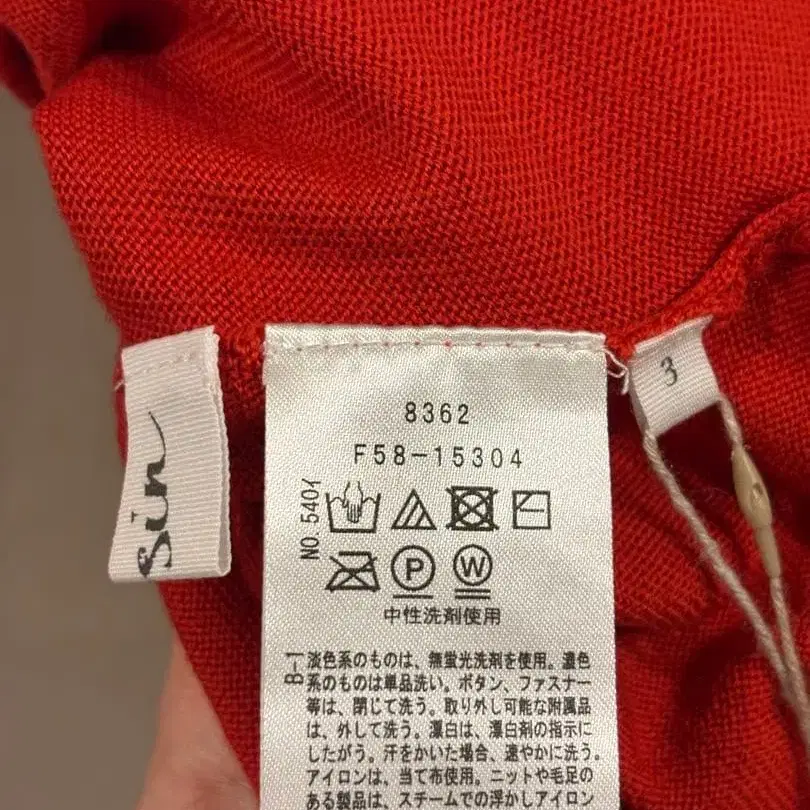 Sin
8362
F58-15304
3
NO.5401
P
W
中性洗剤使用
B-1
淡色系のものは、無蛍光洗剤を使用。濃色
系のものは単品洗い。ボタン、ファスナー
等は、閉じて洗う。取り外し可能な附属品
は、外して洗う。漂白は、漂白剤の指示に
したがう。汗をかいた場合、速やかに洗う。
アイロンは、当て布使用。ニットや毛足の
ある製品は、スチームでの浮かしアイロン